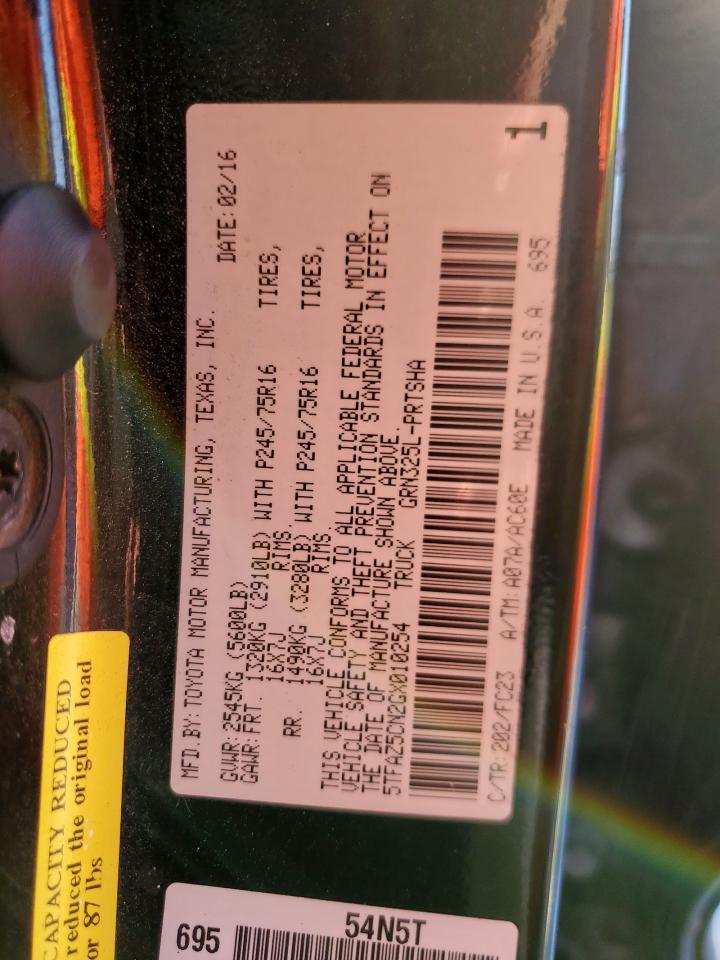 MFD.BY: TOYOTA MOTOR MANUFACTURING, TEXAS, INC.
DATE: 02/16
GVWR: 2545KG (5600LB)
GAWR: FRT. 1320KG (2910LB) WITH P245/75R16 TIRES,
16X7J RIMS.
RR. 1490KG (3280LB) WITH P245/75R16 TIRES,
16X7J RIMS.
THIS VEHICLE CONFORMS TO ALL APPLICABLE FEDERAL MOTOR
VEHICLE SAFETY AND THEFT PREVENTION STANDARDS IN EFFECT ON
THE DATE OF MANUFACTURE SHOWN ABOVE.
5TFAZ5CN2GX010254 TRUCK GRN325L-PRTSHA
C/TR: 202/FC23 A/TM: A07A/AC60E MADE IN U.S.A. 695
1
CAPACITY REDUCED
reduced the original load
or 87 lbs
695 54N5T